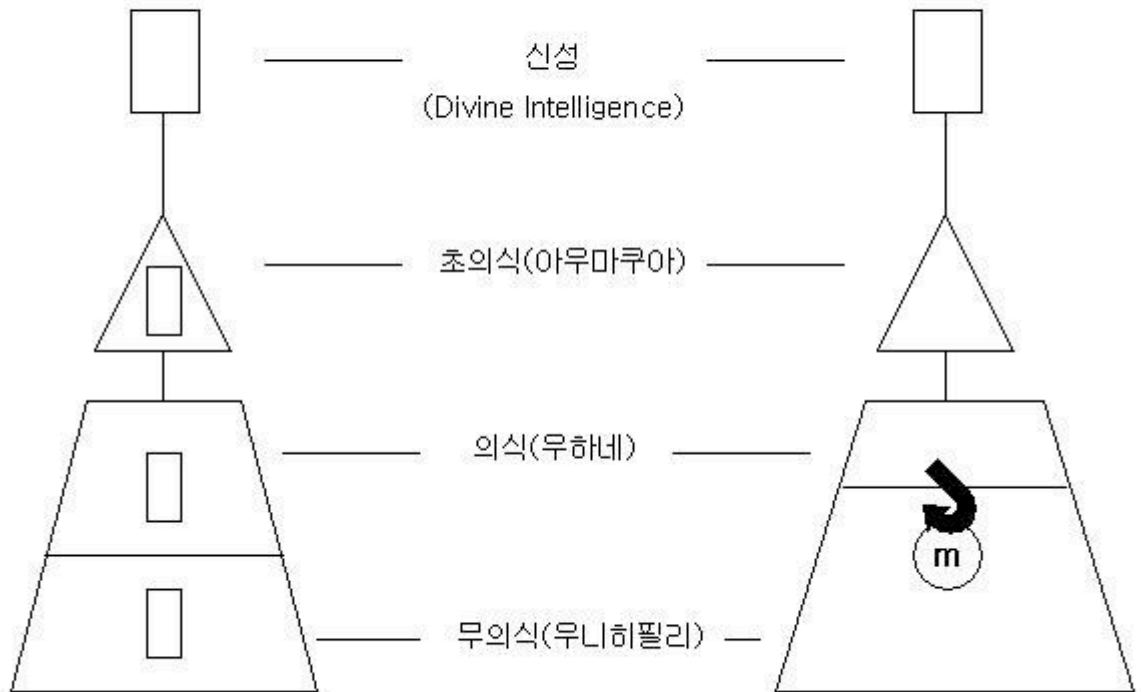 신성
(Divine Intelligence)
초의식(아우마쿠아)
의식(우하네)
m
무의식(우니히필리)